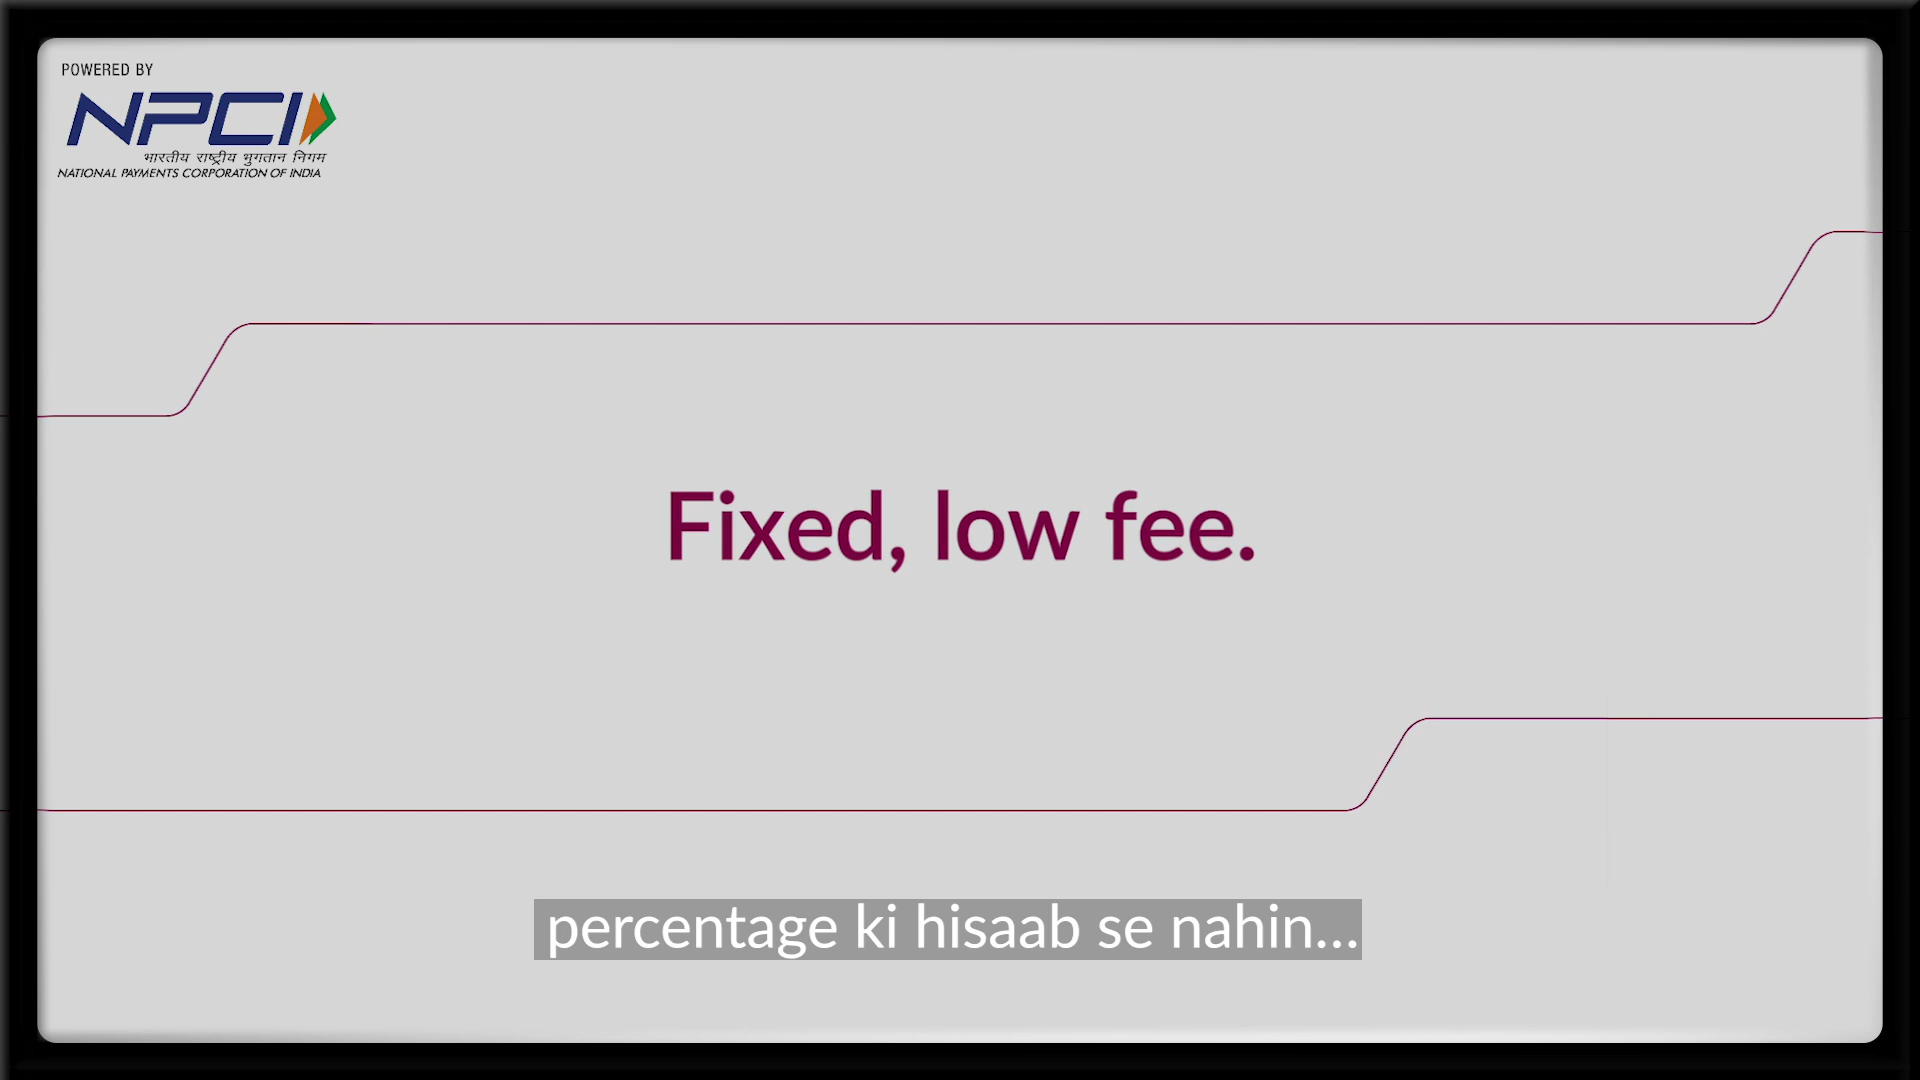 POWERED BY
NPCI
भारतीय राष्ट्रीय भुगतान निगम
NATIONAL PAYMENTS CORPORATION OF INDIA
Fixed, low fee.
percentage ki hisaab se nahin...